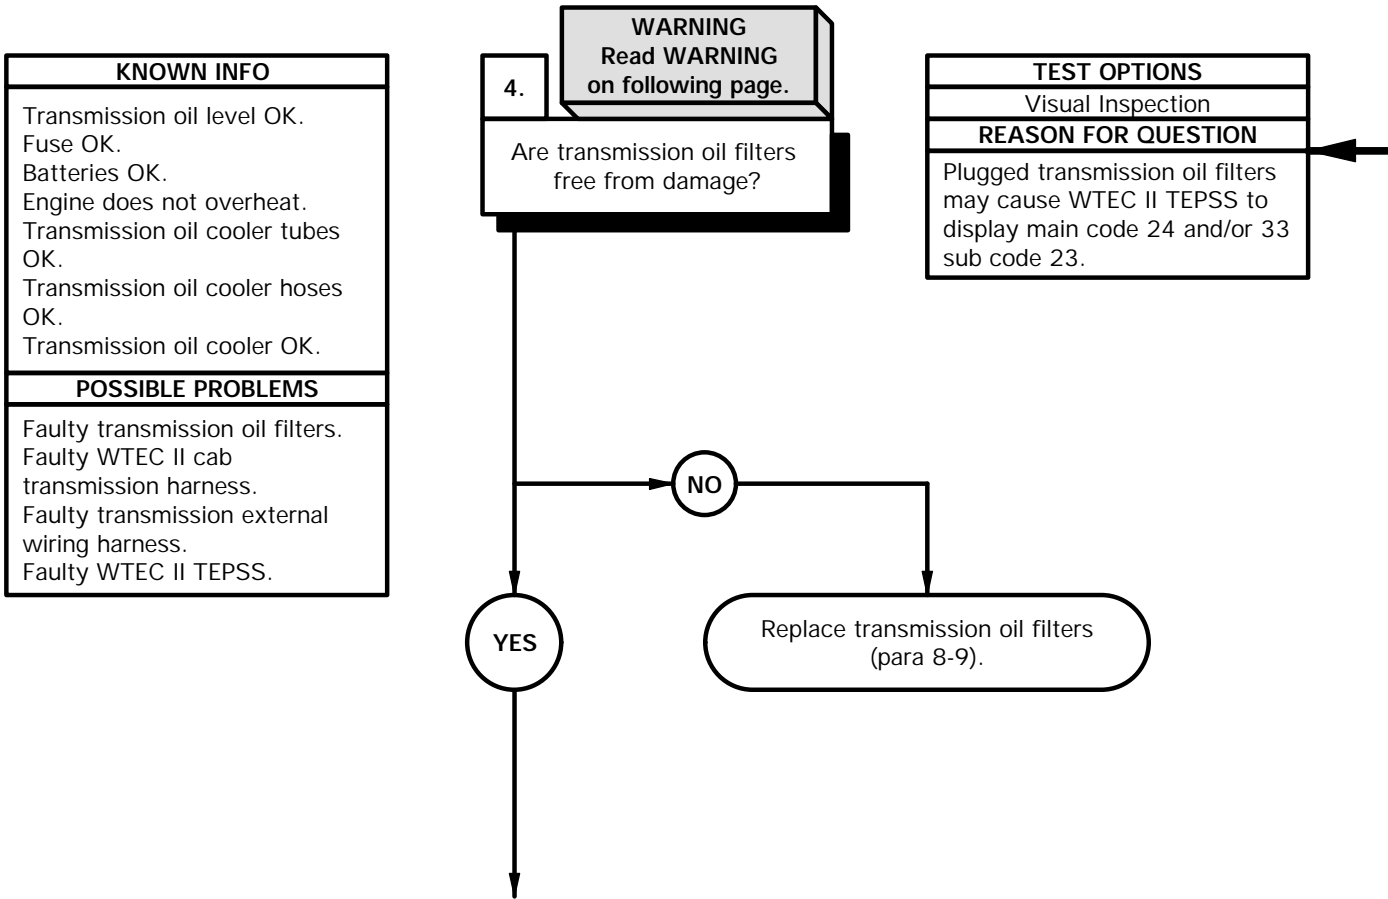 KNOWN INFO
Transmission oil level OK.
Fuse OK.
Batteries OK.
Engine does not overheat.
Transmission oil cooler tubes
OK.
Transmission oil cooler hoses
OK.
Transmission oil cooler OK.
POSSIBLE PROBLEMS
Faulty transmission oil filters.
Faulty WTEC II cab
transmission harness.
Faulty transmission external
wiring harness.
Faulty WTEC II TEPSS.
WARNING
Read WARNING
on following page.
4.
Are transmission oil filters
free from damage?
TEST OPTIONS
Visual Inspection
REASON FOR QUESTION
Plugged transmission oil filters
may cause WTEC II TEPSS to
display main code 24 and/or 33
sub code 23.
NO
YES
Replace transmission oil filters
(para 8-9).